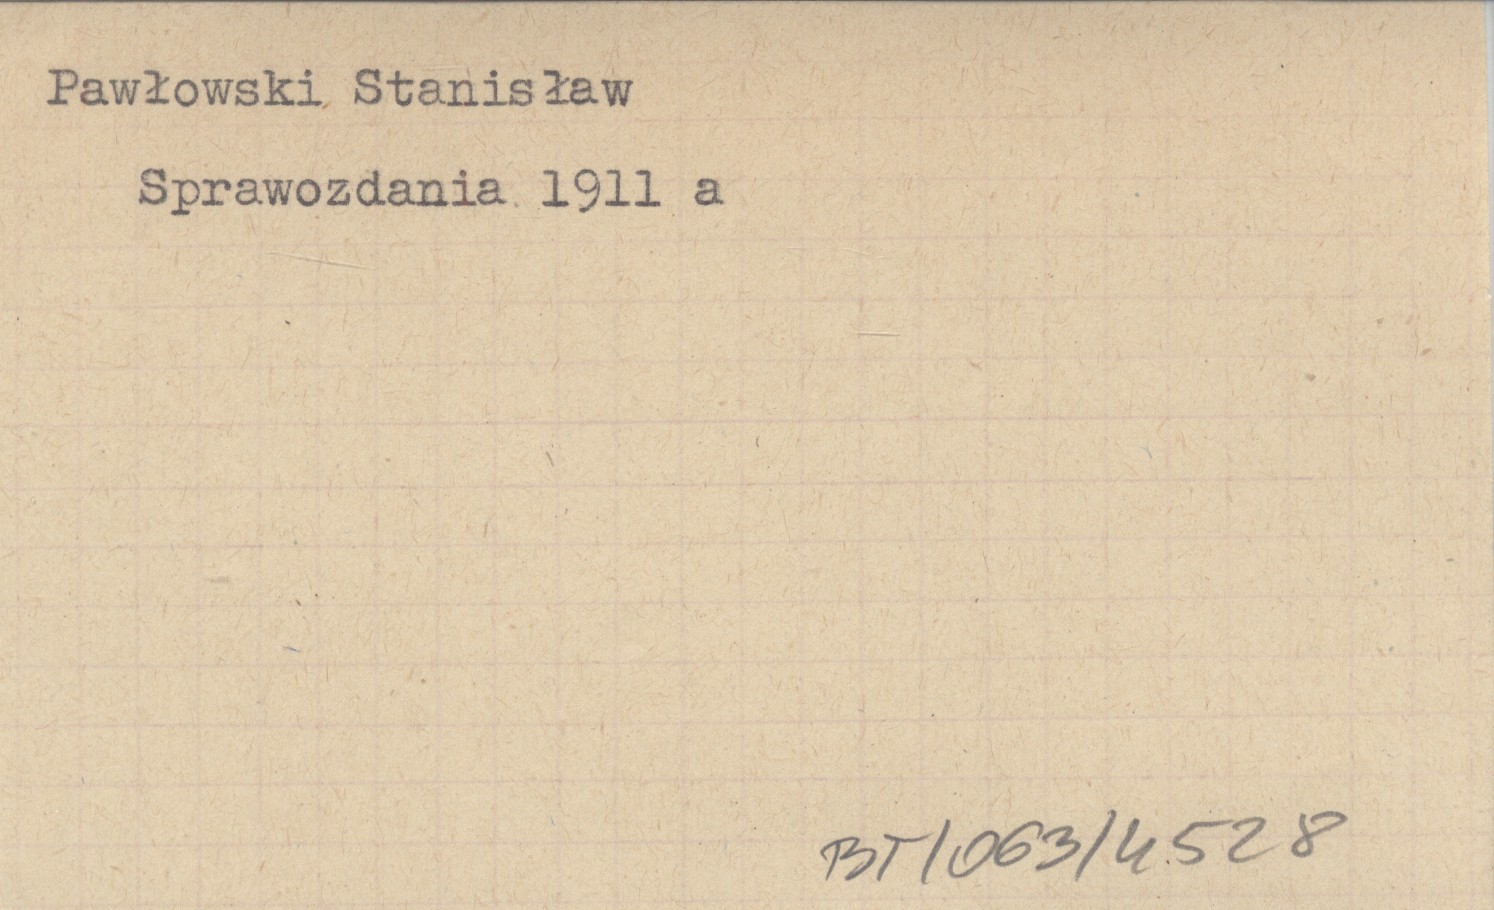 Pawłowski Stanisław
Sprawozdania 1911 a
BT/063/4528